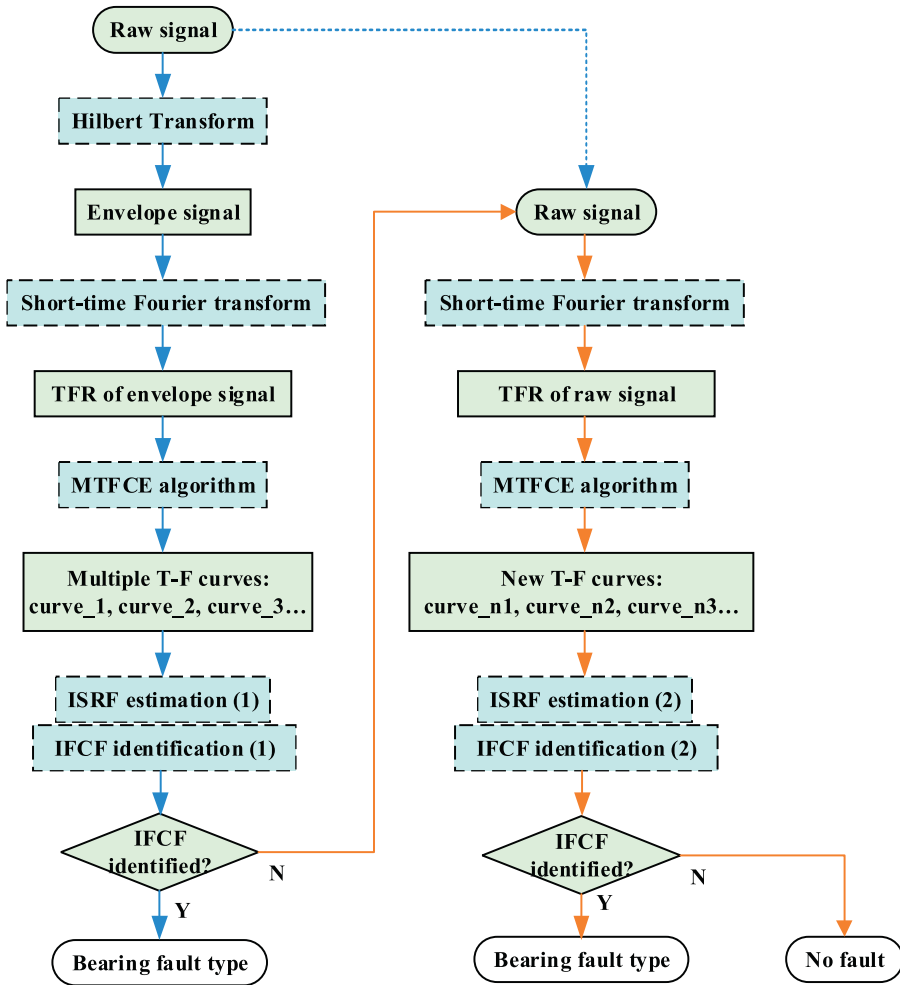 Raw signal
Hilbert Transform
Envelope signal
Short-time Fourier transform
TFR of envelope signal
MTFCE algorithm
Multiple T-F curves:
curve_1, curve_2, curve_3…
ISRF estimation (1)
IFCF identification (1)
IFCF
identified?
N
Y
Bearing fault type
Raw signal
Short-time Fourier transform
TFR of raw signal
MTFCE algorithm
New T-F curves:
curve_n1, curve_n2, curve_n3…
ISRF estimation (2)
IFCF identification (2)
IFCF
identified?
N
Y
Bearing fault type
No fault